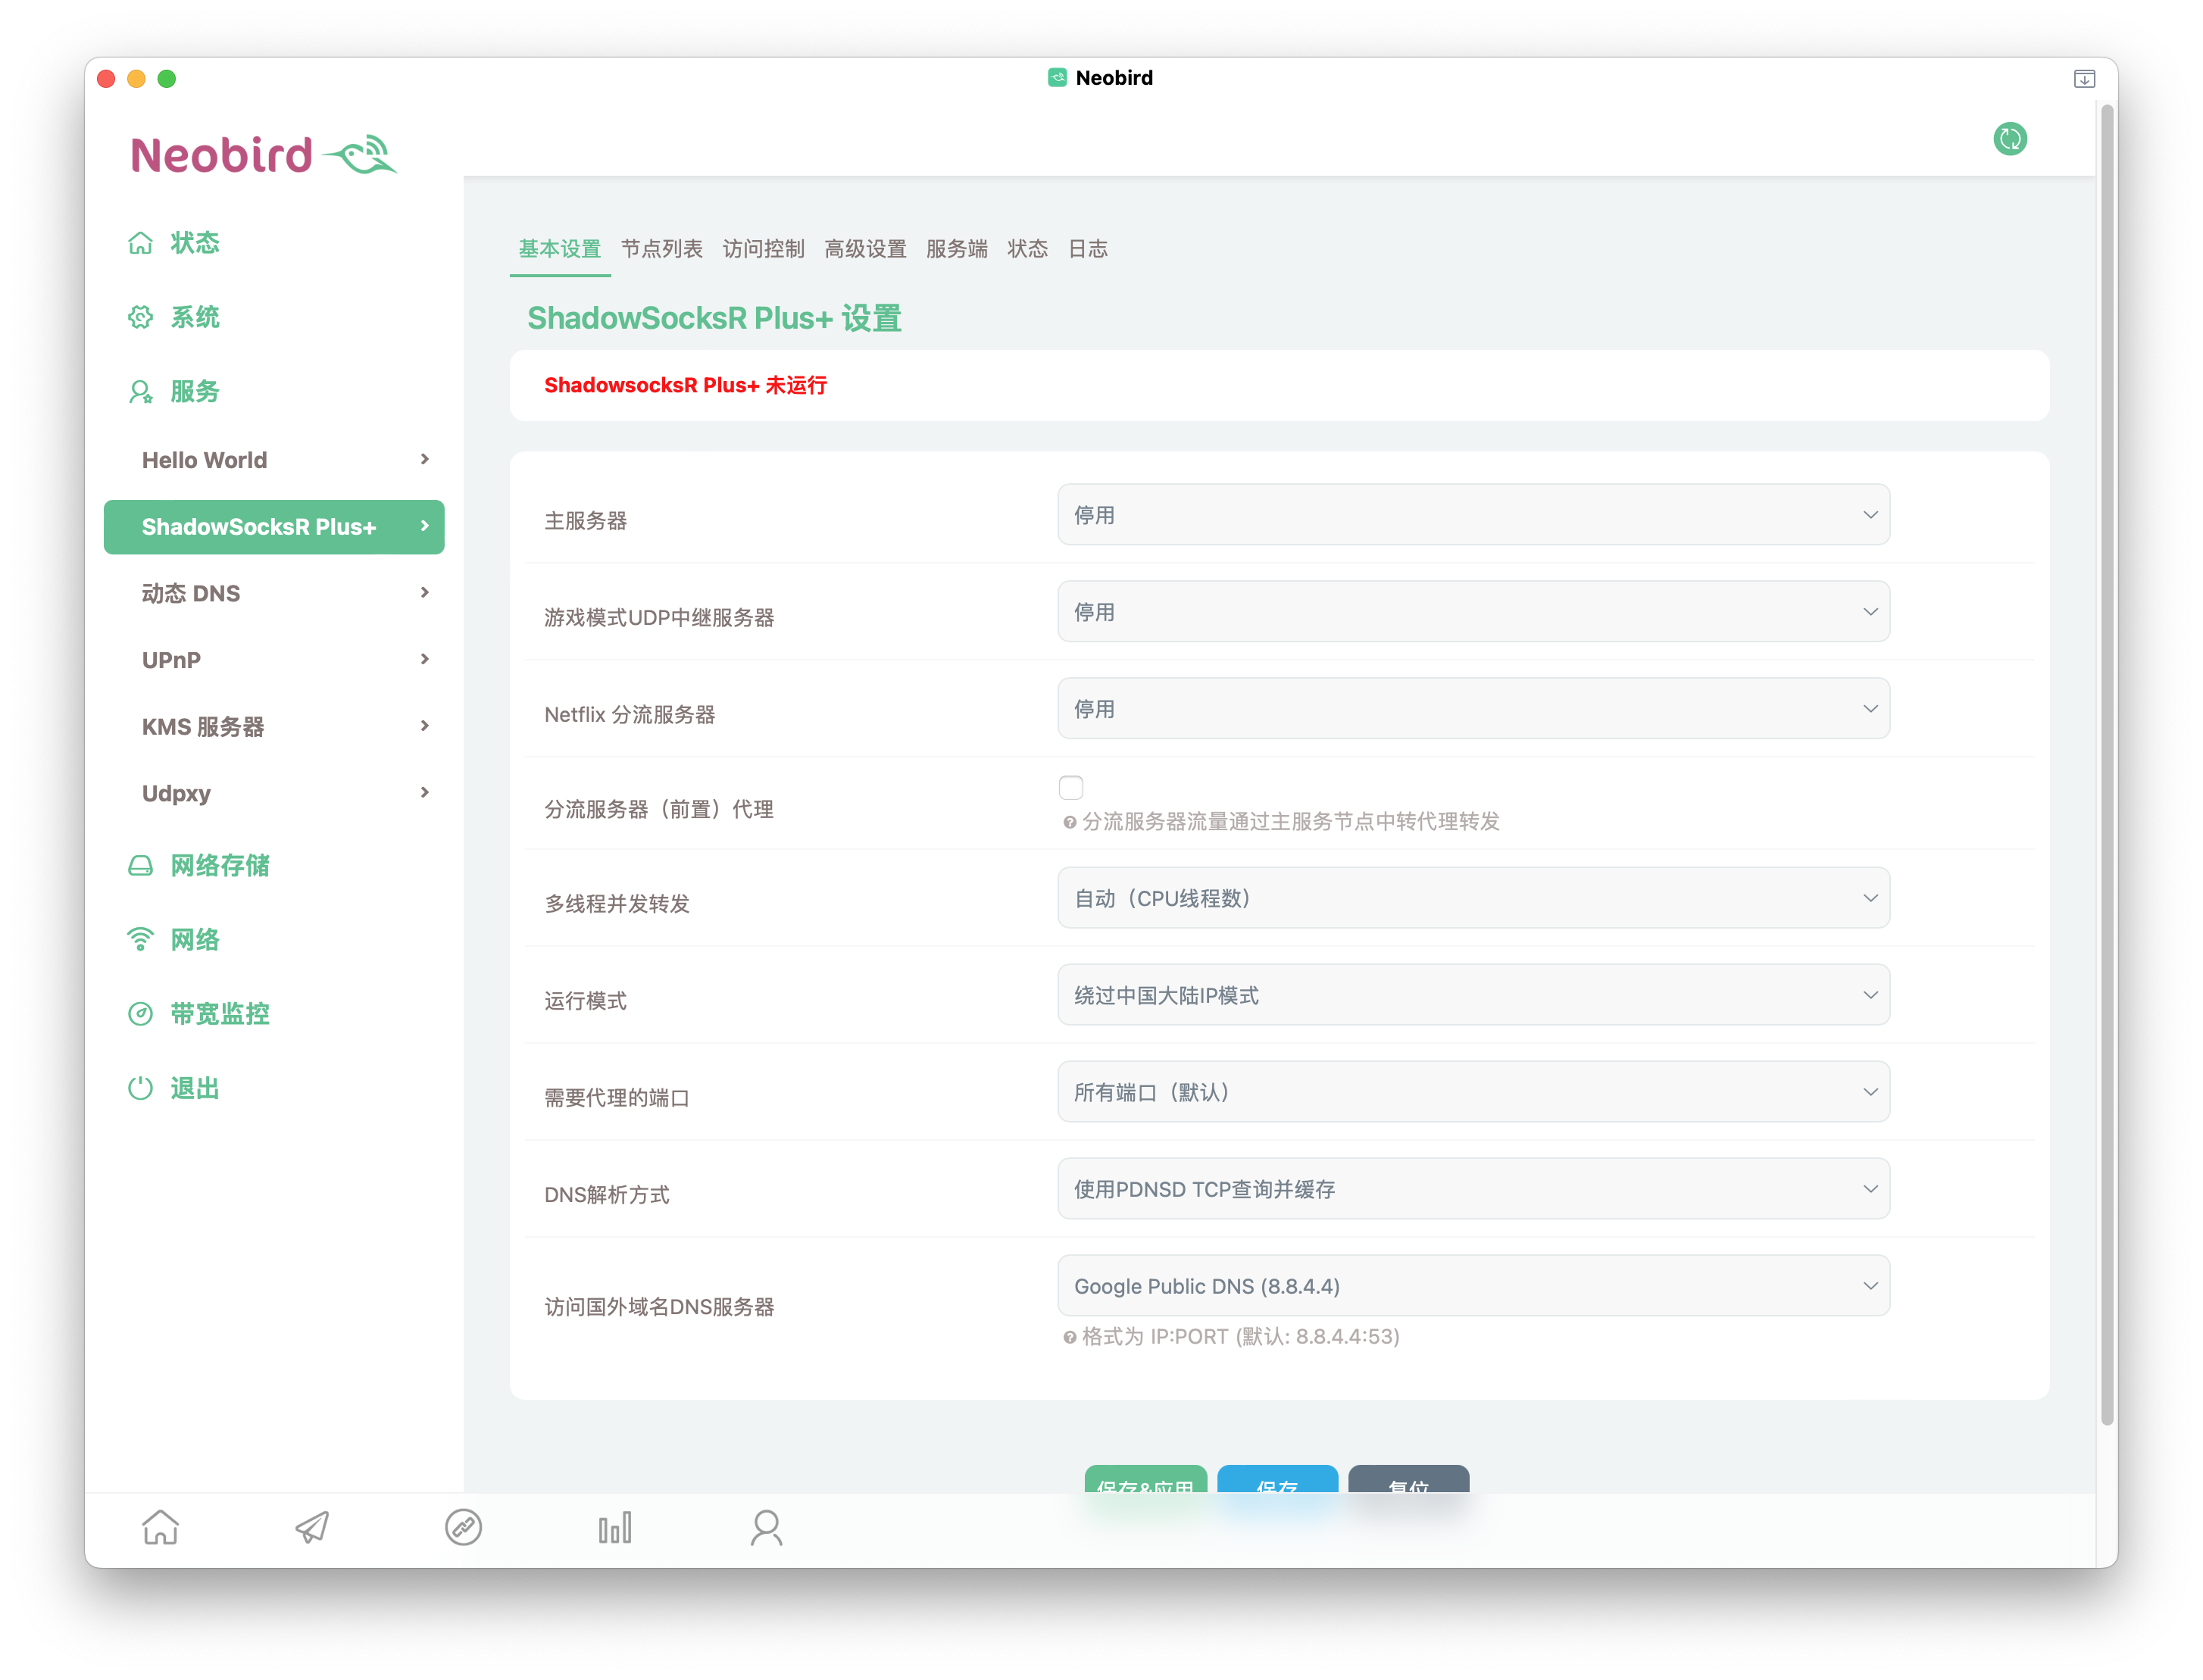 Neobird
Neobird
状态
系统
服务
Hello World
ShadowSocksR Plus+
动态 DNS
UPnP
KMS 服务器
Udpxy
网络存储
网络
带宽监控
退出
基本设置 节点列表 访问控制 高级设置 服务端 状态 日志
ShadowSocksR Plus+ 设置
ShadowsocksR Plus+ 未运行
主服务器 停用
游戏模式UDP中继服务器 停用
Netflix 分流服务器 停用
分流服务器（前置）代理
分流服务器流量通过主服务节点中转代理转发
多线程并发转发 自动（CPU线程数）
运行模式 绕过中国大陆IP模式
需要代理的端口 所有端口（默认）
DNS解析方式 使用PDNSD TCP查询并缓存
访问国外域名DNS服务器 Google Public DNS (8.8.4.4)
格式为 IP:PORT (默认: 8.8.4.4:53)
保存&应用 保存 复位